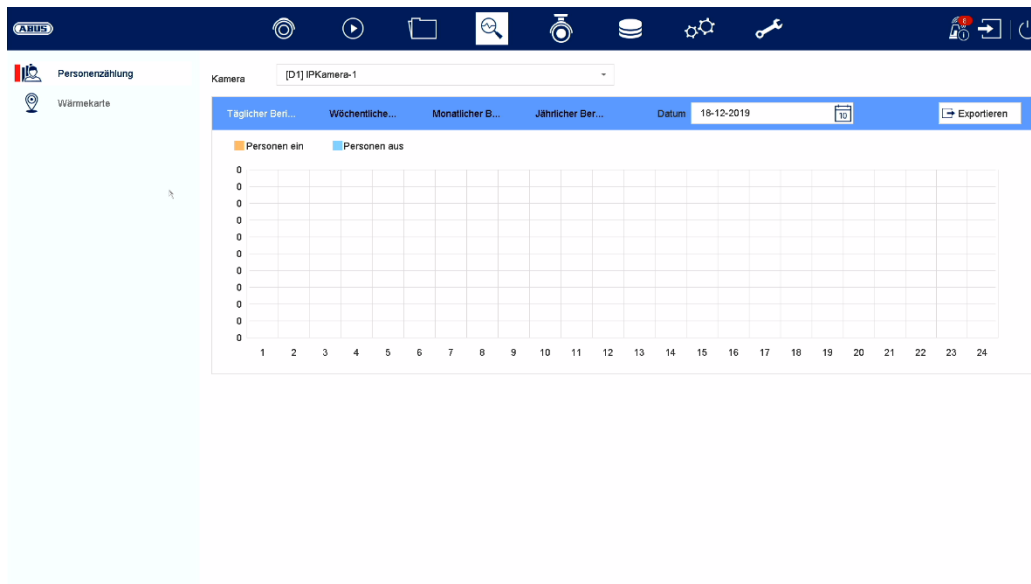 ABUS
8
Personenzählung
Wärmekarte
Kamera [D1] IPKamera-1
Täglicher Beri... Wöchentliche... Monatlicher B... Jährlicher Ber... Datum 18-12-2019 10 Exportieren
Personen ein Personen aus
0
0
0
0
0
0
0
0
0
0
0
1 2 3 4 5 6 7 8 9 10 11 12 13 14 15 16 17 18 19 20 21 22 23 24